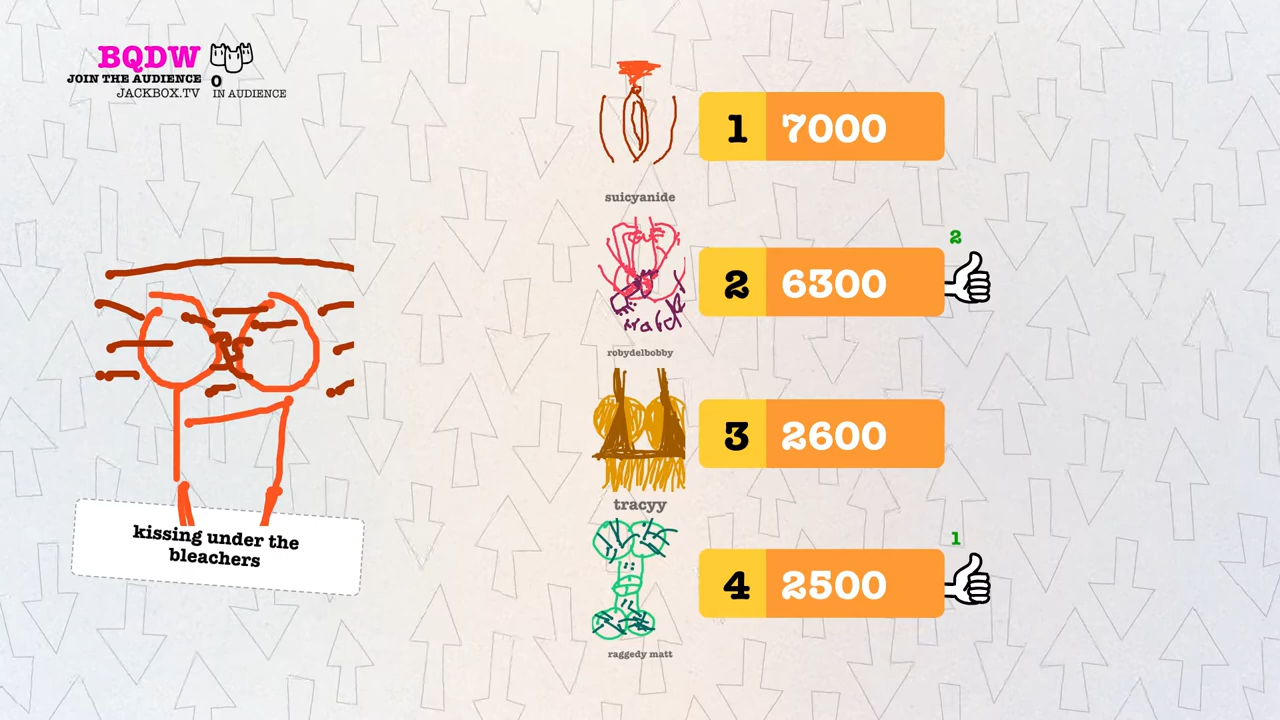 BQDW
JOIN THE AUDIENCE
JACKBOX.TV
0
IN AUDIENCE
1 7000
suicyanide
2 6300
2
robydelbobby
3 2600
tracyy
4 2500
1
raggedy matt
kissing under the
bleachers